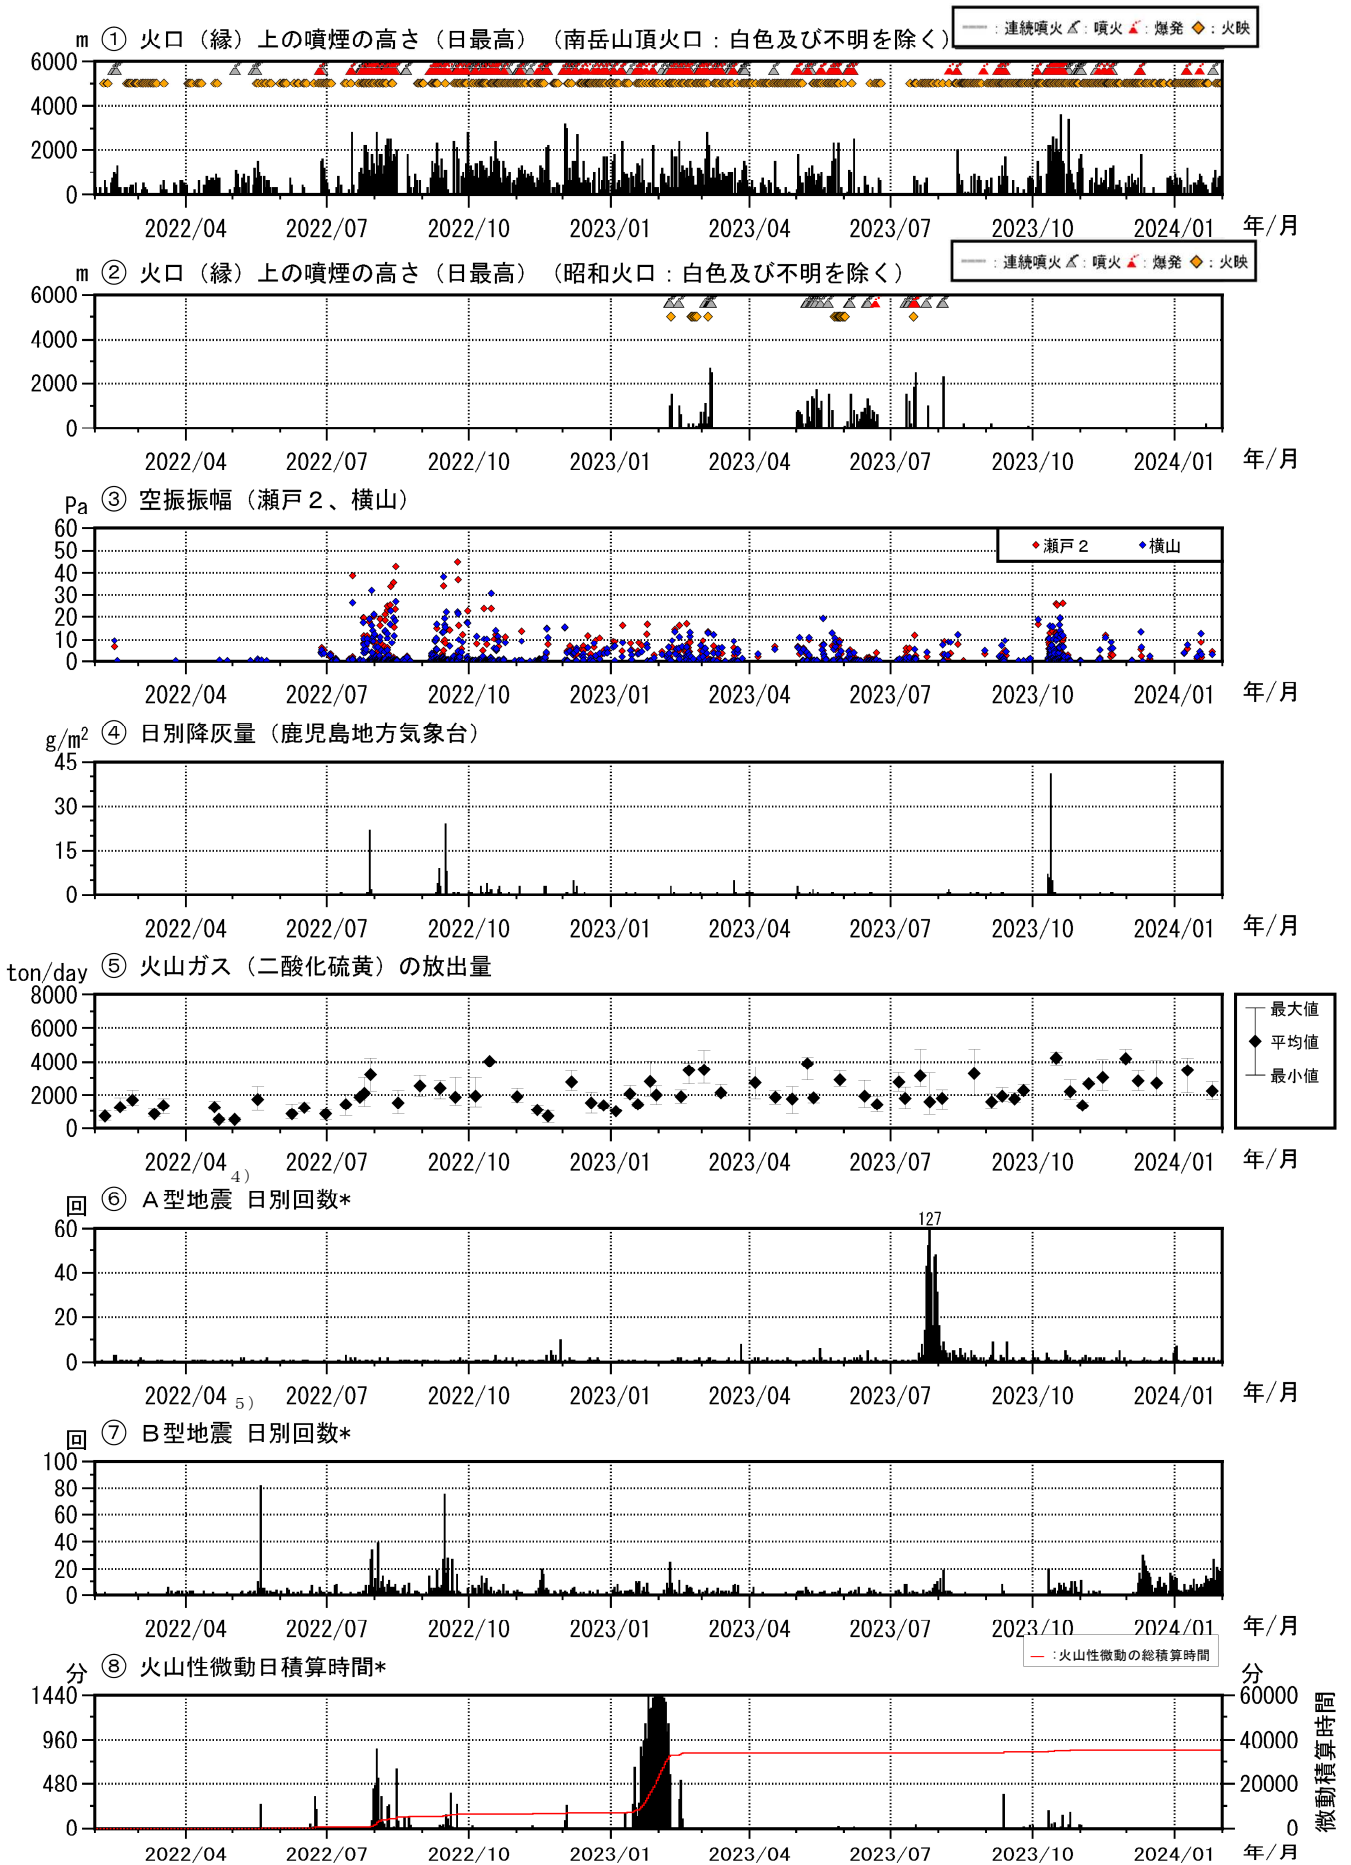 m ① 火口（縁）上の噴煙の高さ（日最高）（南岳山頂火口：白色及び不明を除く）
：連続噴火 ：噴火 ：爆発 ：火映
6000
4000
2000
0
2022/04 2022/07 2022/10 2023/01 2023/04 2023/07 2023/10 2024/01 年/月
m ② 火口（縁）上の噴煙の高さ（日最高）（昭和火口：白色及び不明を除く）
：連続噴火 ：噴火 ：爆発 ：火映
6000
4000
2000
0
2022/04 2022/07 2022/10 2023/01 2023/04 2023/07 2023/10 2024/01 年/月
Pa ③ 空振振幅（瀬戸２、横山）
瀬戸２ 横山
60
50
40
30
20
10
0
2022/04 2022/07 2022/10 2023/01 2023/04 2023/07 2023/10 2024/01 年/月
g/m² ④ 日別降灰量（鹿児島地方気象台）
45
30
15
0
2022/04 2022/07 2022/10 2023/01 2023/04 2023/07 2023/10 2024/01 年/月
ton/day ⑤ 火山ガス（二酸化硫黄）の放出量
8000
6000
4000
2000
0
最大値
平均値
最小値
2022/04 2022/07 2022/10 2023/01 2023/04 2023/07 2023/10 2024/01 年/月
回 ⑥ Ａ型地震4) 日別回数*
127
60
40
20
0
2022/04 2022/07 2022/10 2023/01 2023/04 2023/07 2023/10 2024/01 年/月
回 ⑦ Ｂ型地震5) 日別回数*
100
80
60
40
20
0
2022/04 2022/07 2022/10 2023/01 2023/04 2023/07 2023/10 2024/01 年/月
分 ⑧ 火山性微動日積算時間*
：火山性微動の総積算時間
分
1440
960
480
0
60000
40000
20000
0
微動積算時間
2022/04 2022/07 2022/10 2023/01 2023/04 2023/07 2023/10 2024/01 年/月